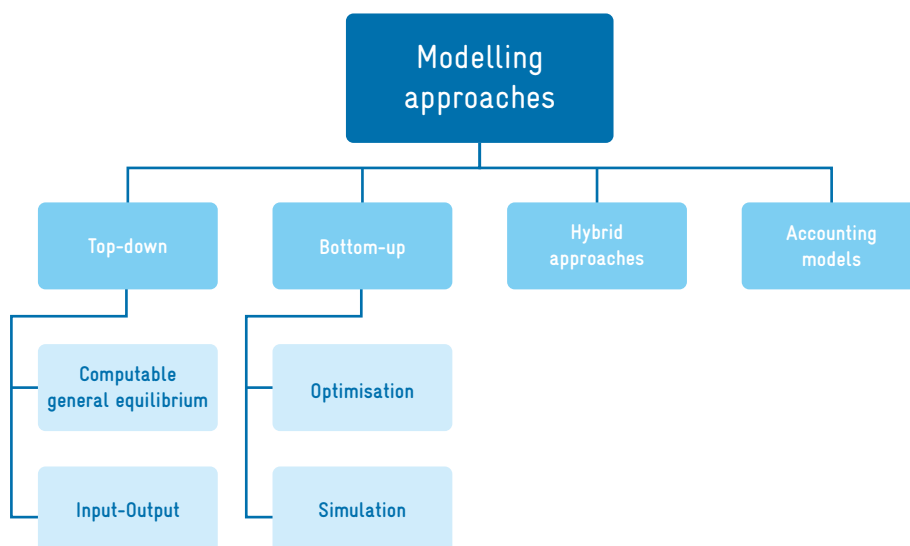 Modelling
approaches
Top-down
Bottom-up
Hybrid
approaches
Accounting
models
Computable
general equilibrium
Optimisation
Input-Output
Simulation